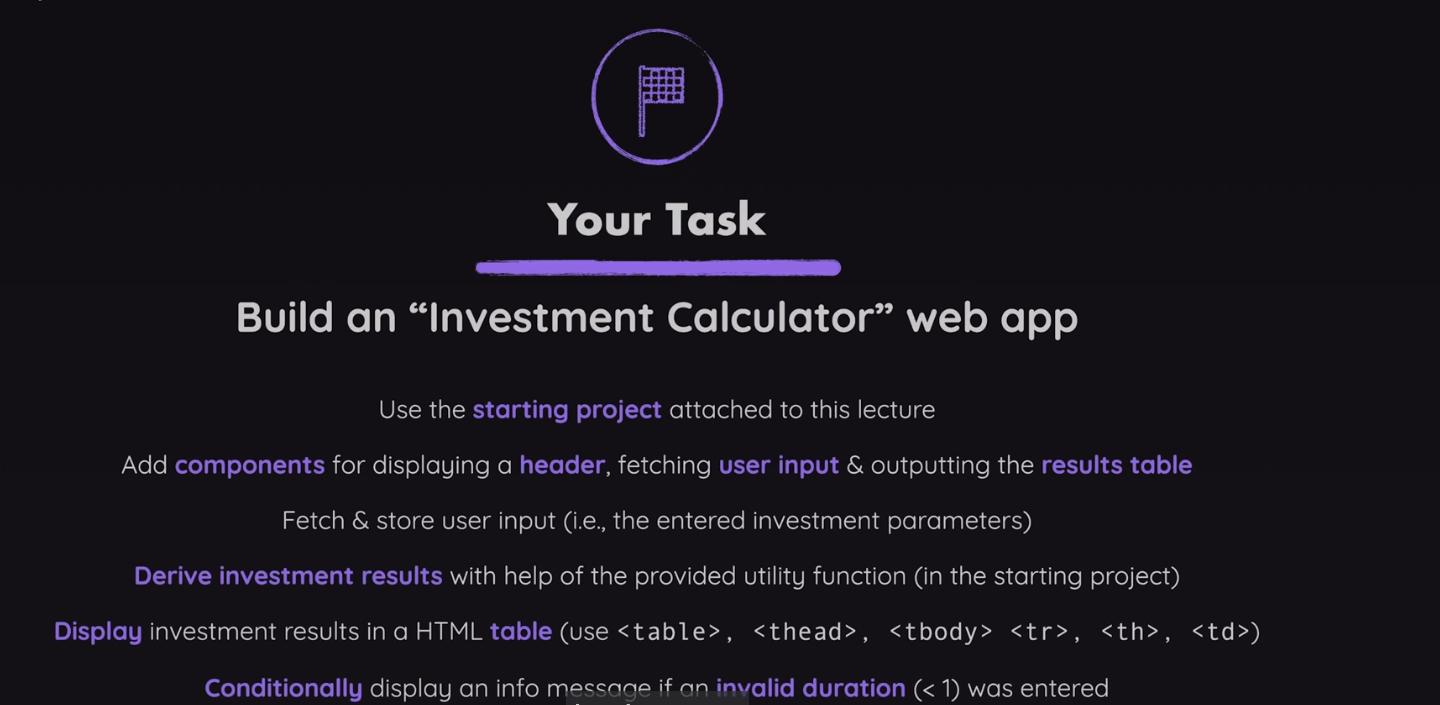 Your Task
Build an “Investment Calculator” web app
Use the starting project attached to this lecture
Add components for displaying a header, fetching user input & outputting the results table
Fetch & store user input (i.e., the entered investment parameters)
Derive investment results with help of the provided utility function (in the starting project)
Display investment results in a HTML table (use <table>, <thead>, <tbody> <tr>, <th>, <td>)
Conditionally display an info message if an invalid duration (< 1) was entered